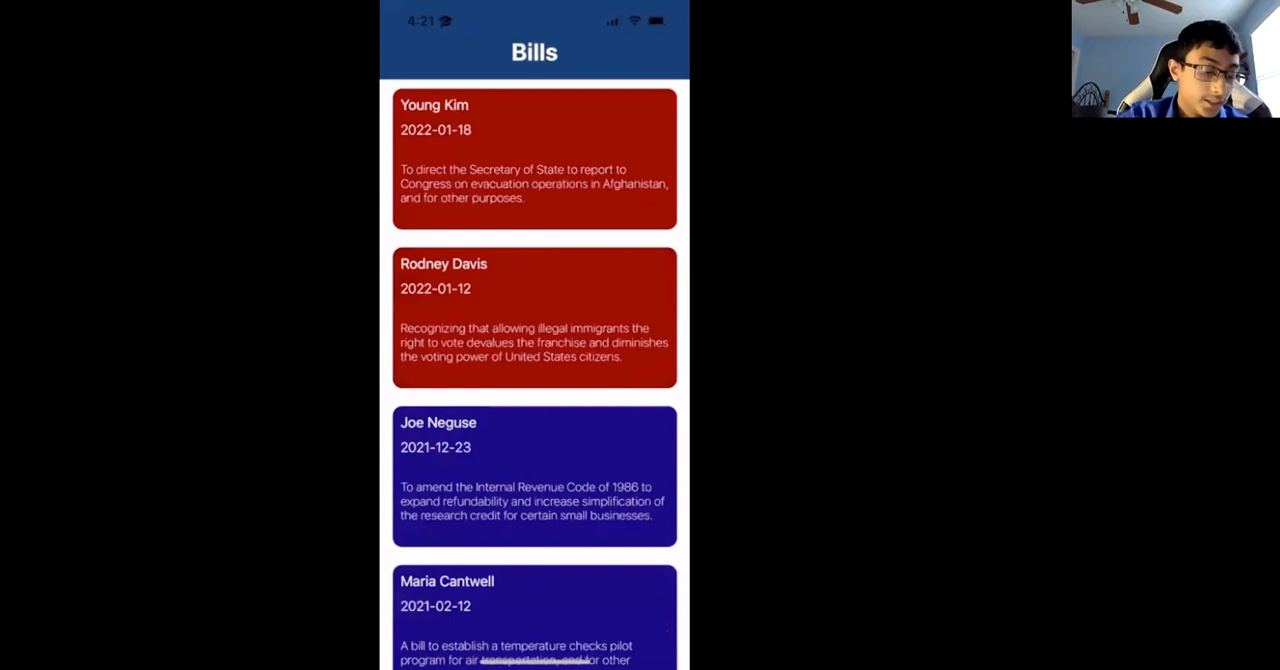 4:21
Bills
Young Kim
2022-01-18
To direct the Secretary of State to report to
Congress on evacuation operations in Afghanistan,
and for other purposes.
Rodney Davis
2022-01-12
Recognizing that allowing illegal immigrants the
right to vote devalues the franchise and diminishes
the voting power of United States citizens.
Joe Neguse
2021-12-23
To amend the Internal Revenue Code of 1986 to
expand refundability and increase simplification of
the research credit for certain small businesses.
Maria Cantwell
2021-02-12
A bill to establish a temperature checks pilot
program for air transportation, and for other